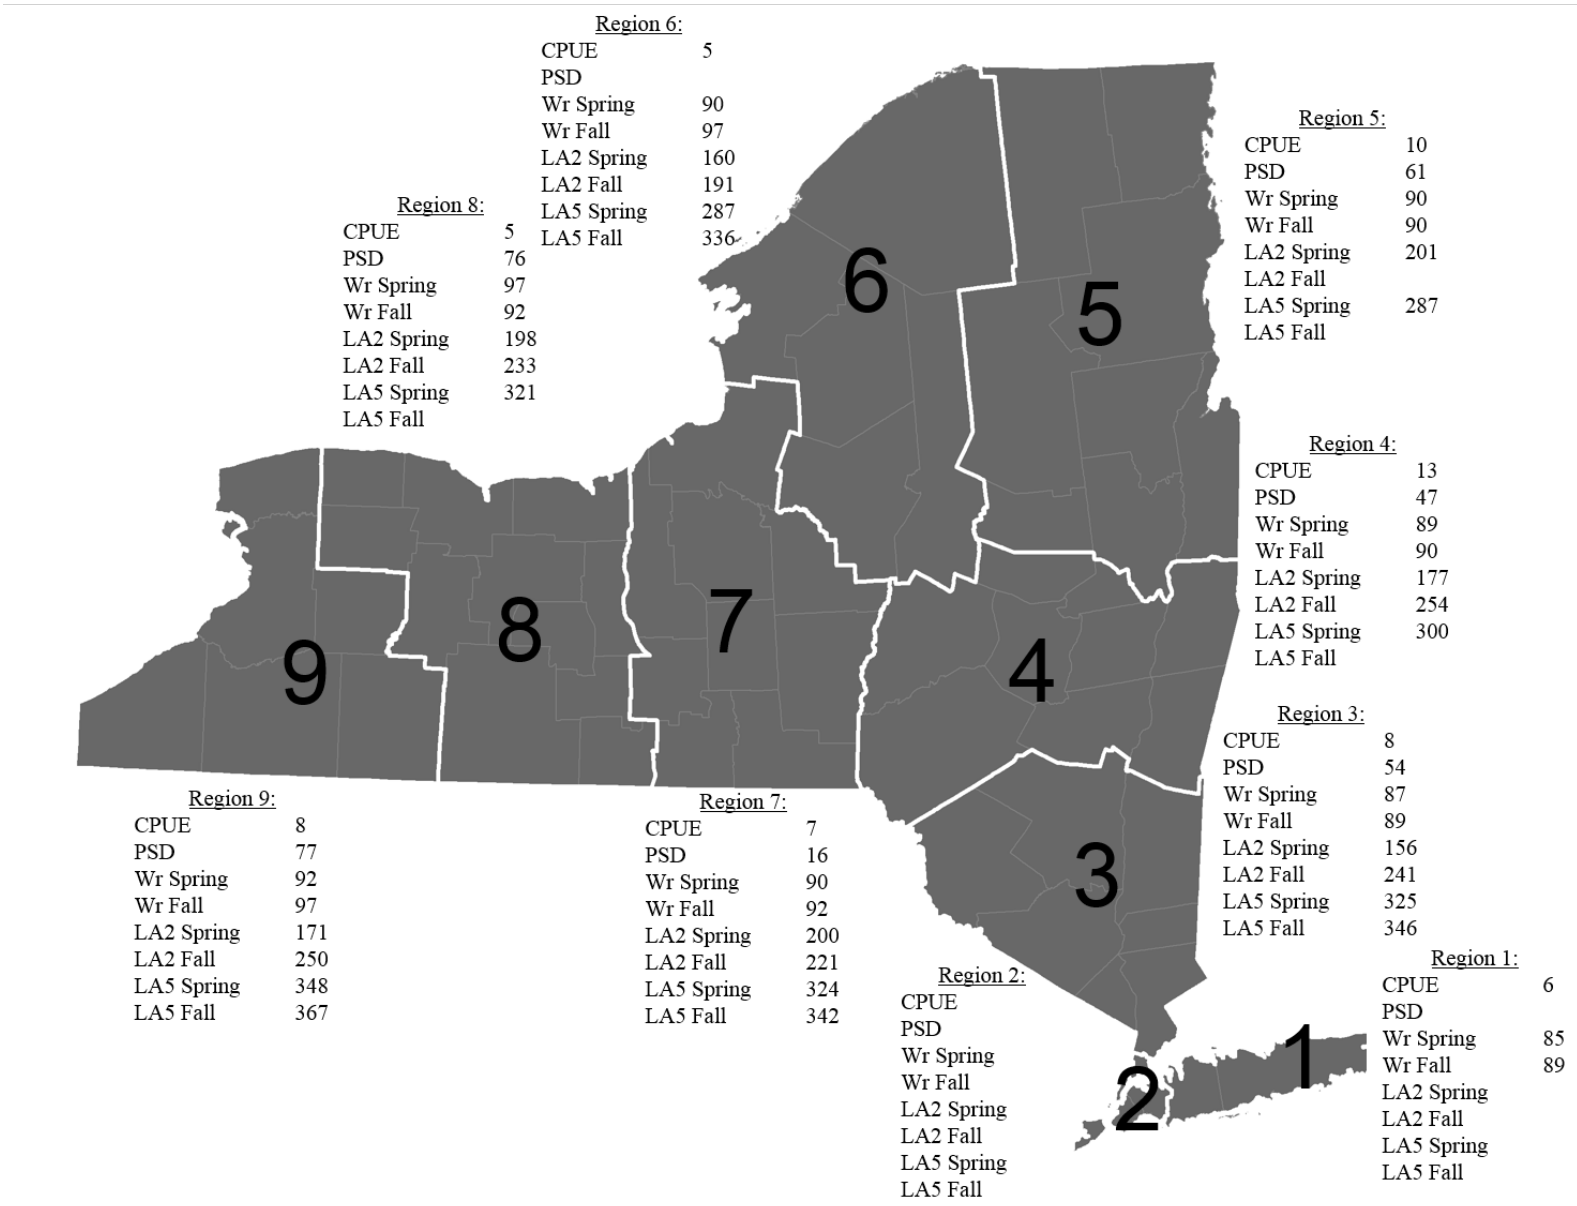 Region 6:
CPUE 5
PSD
Wr Spring 90
Wr Fall 97
LA2 Spring 160
LA2 Fall 191
LA5 Spring 287
LA5 Fall 336
Region 5:
CPUE 10
PSD 61
Wr Spring 90
Wr Fall 90
LA2 Spring 201
LA2 Fall
LA5 Spring 287
LA5 Fall
Region 8:
CPUE 5
PSD 76
Wr Spring 97
Wr Fall 92
LA2 Spring 198
LA2 Fall 233
LA5 Spring 321
LA5 Fall
6
5
Region 4:
CPUE 13
PSD 47
Wr Spring 89
Wr Fall 90
LA2 Spring 177
LA2 Fall 254
LA5 Spring 300
LA5 Fall
9
8
7
4
Region 3:
CPUE 8
PSD 54
Wr Spring 87
Wr Fall 89
LA2 Spring 156
LA2 Fall 241
LA5 Spring 325
LA5 Fall 346
Region 9:
CPUE 8
PSD 77
Wr Spring 92
Wr Fall 97
LA2 Spring 171
LA2 Fall 250
LA5 Spring 348
LA5 Fall 367
Region 7:
CPUE 7
PSD 16
Wr Spring 90
Wr Fall 92
LA2 Spring 200
LA2 Fall 221
LA5 Spring 324
LA5 Fall 342
3
Region 2:
CPUE
PSD
Wr Spring
Wr Fall
LA2 Spring
LA2 Fall
LA5 Spring
LA5 Fall
2
1
Region 1:
CPUE 6
PSD
Wr Spring 85
Wr Fall 89
LA2 Spring
LA2 Fall
LA5 Spring
LA5 Fall